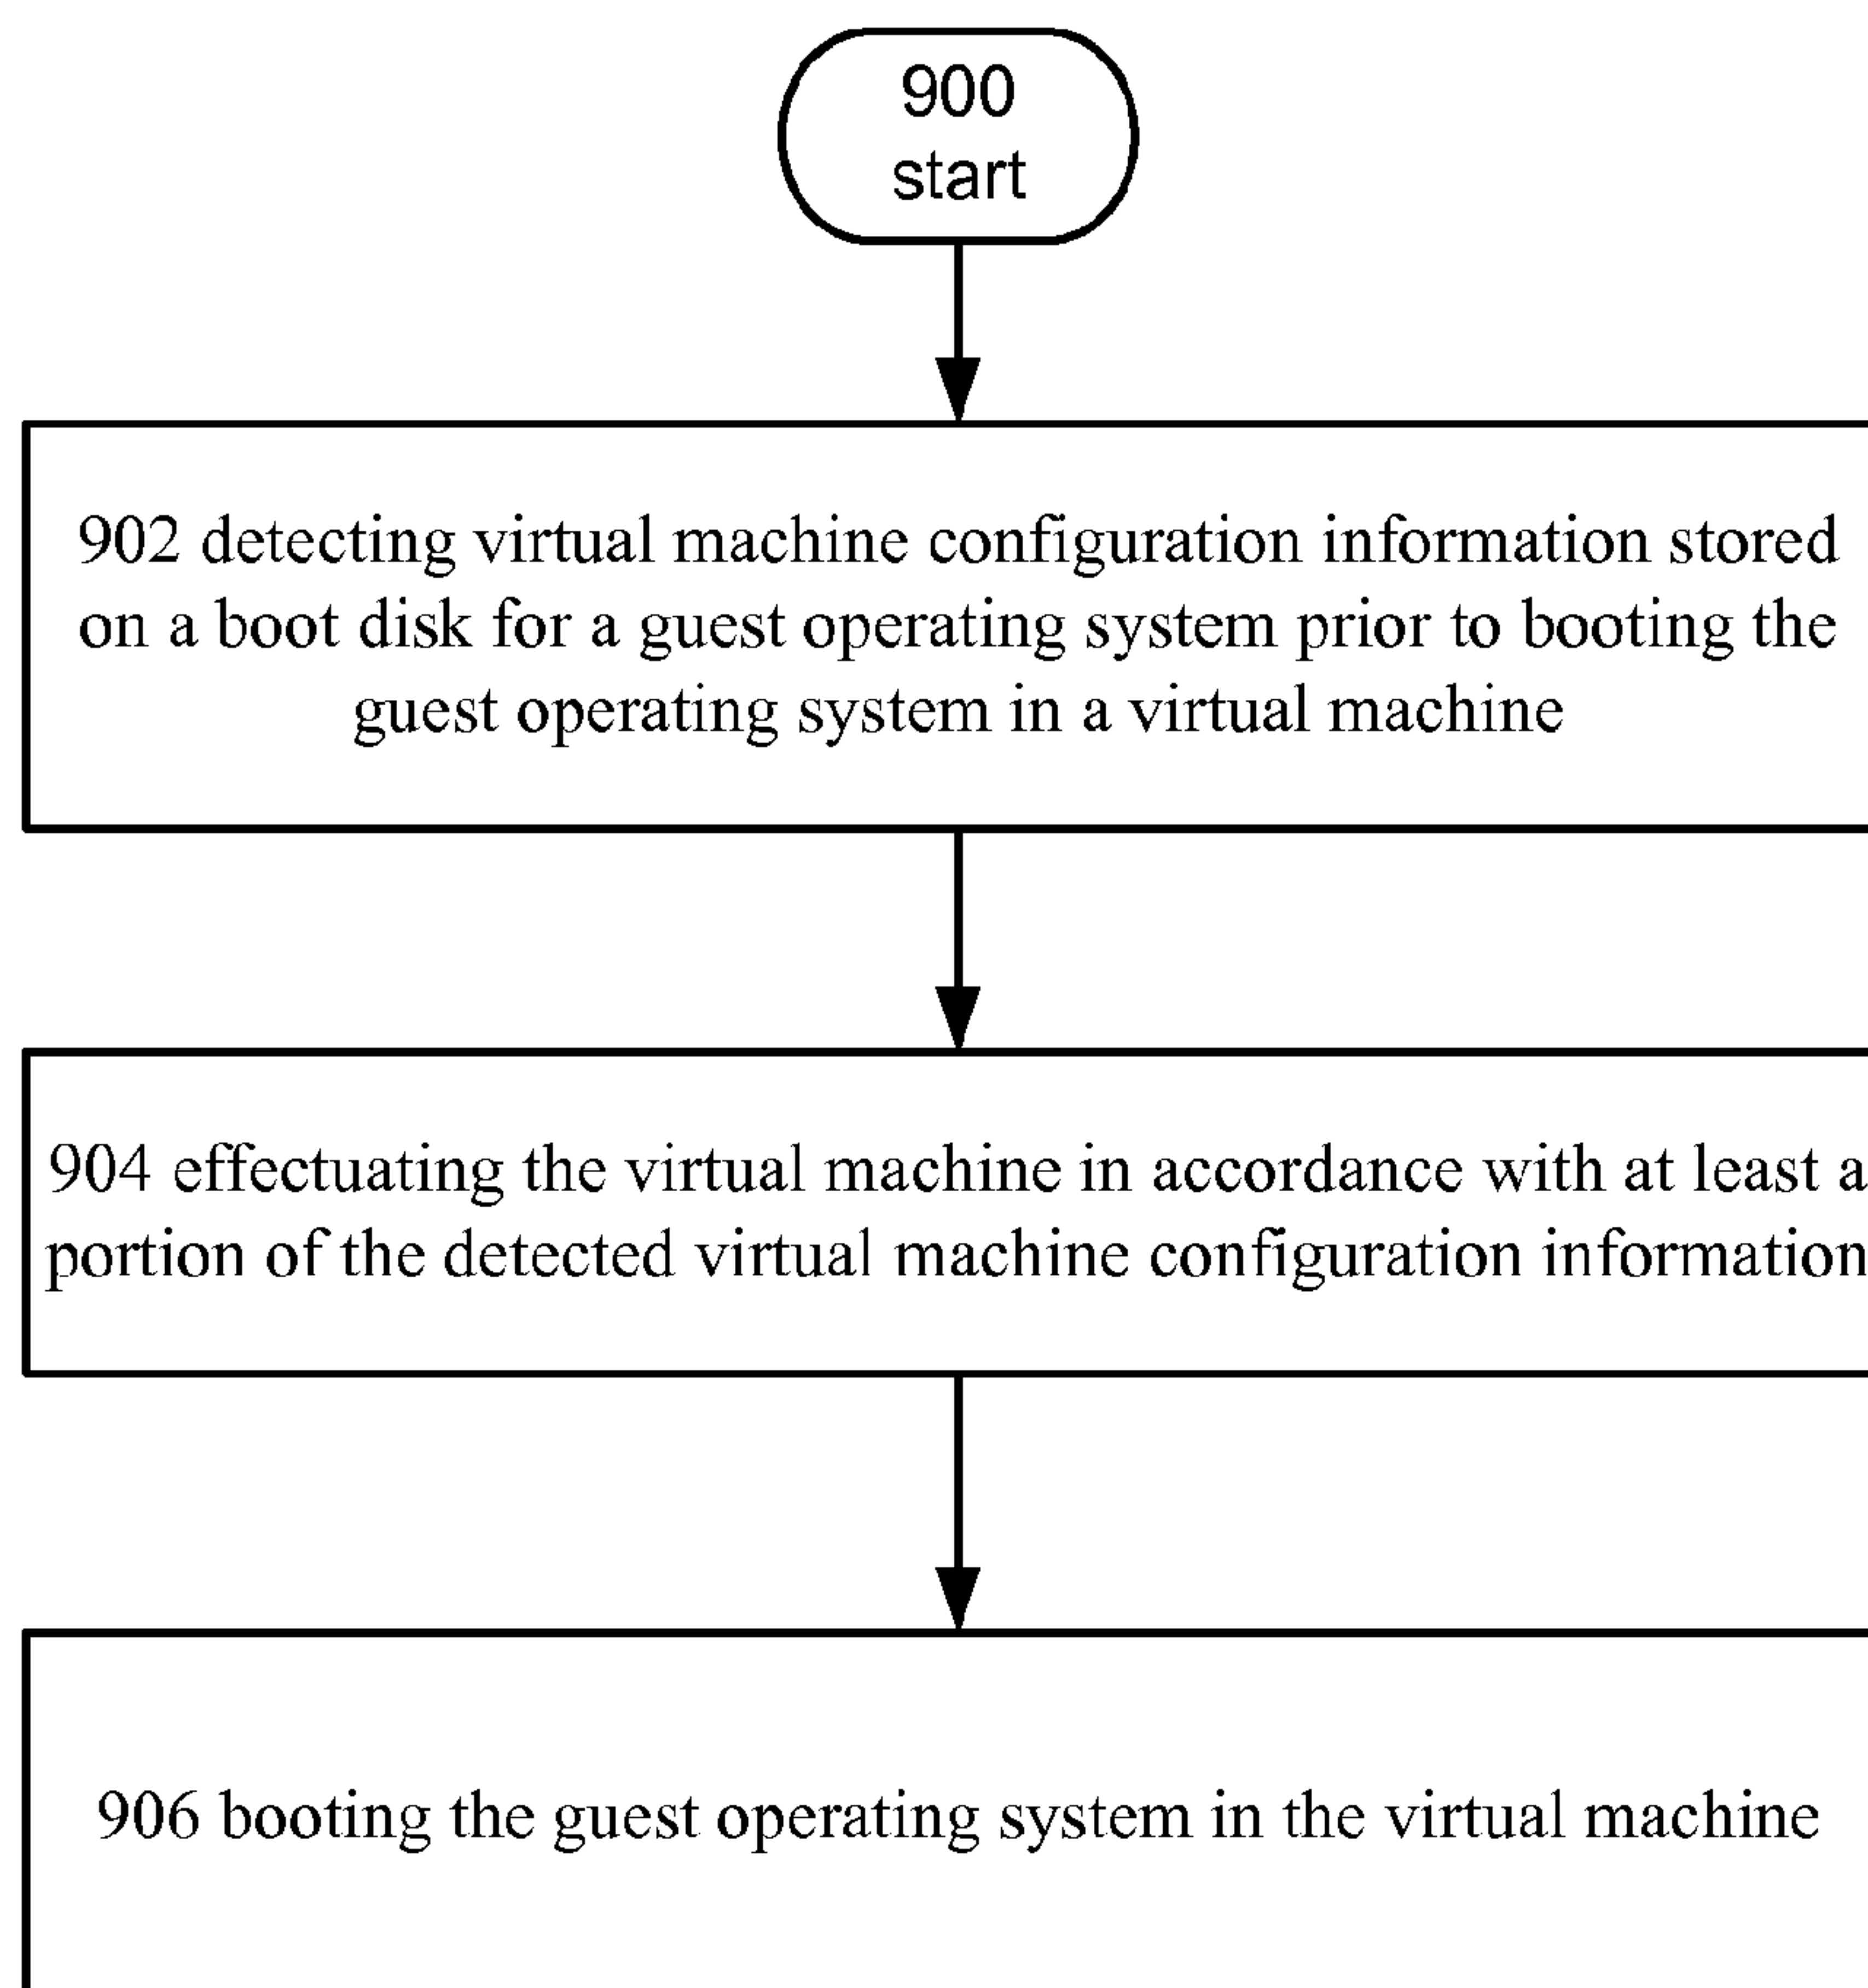 900
start
902 detecting virtual machine configuration information stored
on a boot disk for a guest operating system prior to booting the
guest operating system in a virtual machine
904 effectuating the virtual machine in accordance with at least a
portion of the detected virtual machine configuration information
906 booting the guest operating system in the virtual machine